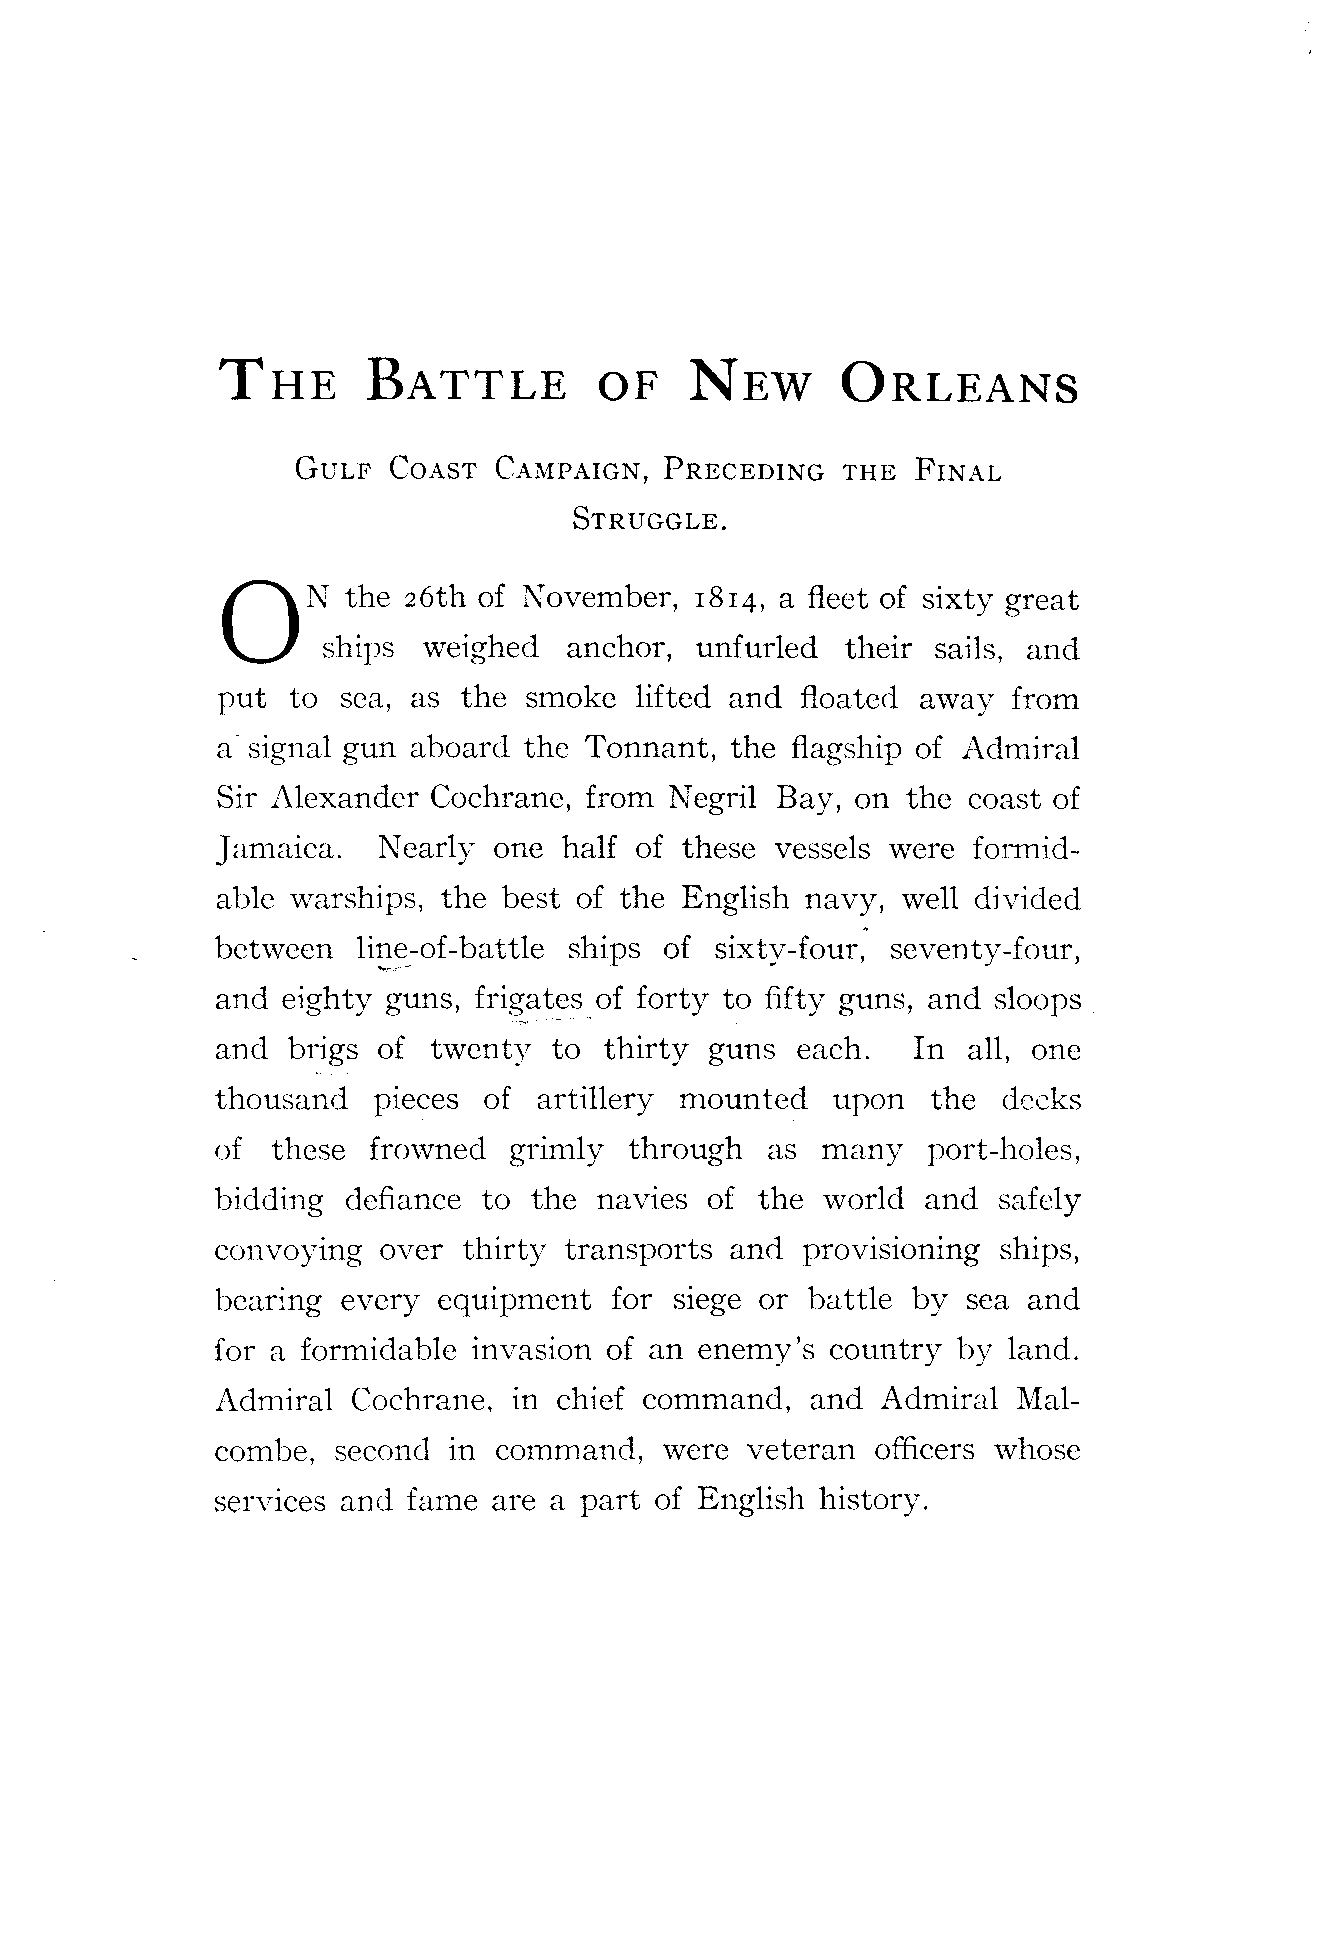 The Battle of New Orleans
Gulf Coast Campaign, Preceding the Final
Struggle.
ON the 26th of November, 1814, a fleet of sixty great
ships weighed anchor, unfurled their sails, and
put to sea, as the smoke lifted and floated away from
a signal gun aboard the Tonnant, the flagship of Admiral
Sir Alexander Cochrane, from Negril Bay, on the coast of
Jamaica. Nearly one half of these vessels were formid-
able warships, the best of the English navy, well divided
between line-of-battle ships of sixty-four, seventy-four,
and eighty guns, frigates of forty to fifty guns, and sloops
and brigs of twenty to thirty guns each. In all, one
thousand pieces of artillery mounted upon the decks
of these frowned grimly through as many port-holes,
bidding defiance to the navies of the world and safely
convoying over thirty transports and provisioning ships,
bearing every equipment for siege or battle by sea and
for a formidable invasion of an enemy's country by land.
Admiral Cochrane, in chief command, and Admiral Mal-
combe, second in command, were veteran officers whose
services and fame are a part of English history.